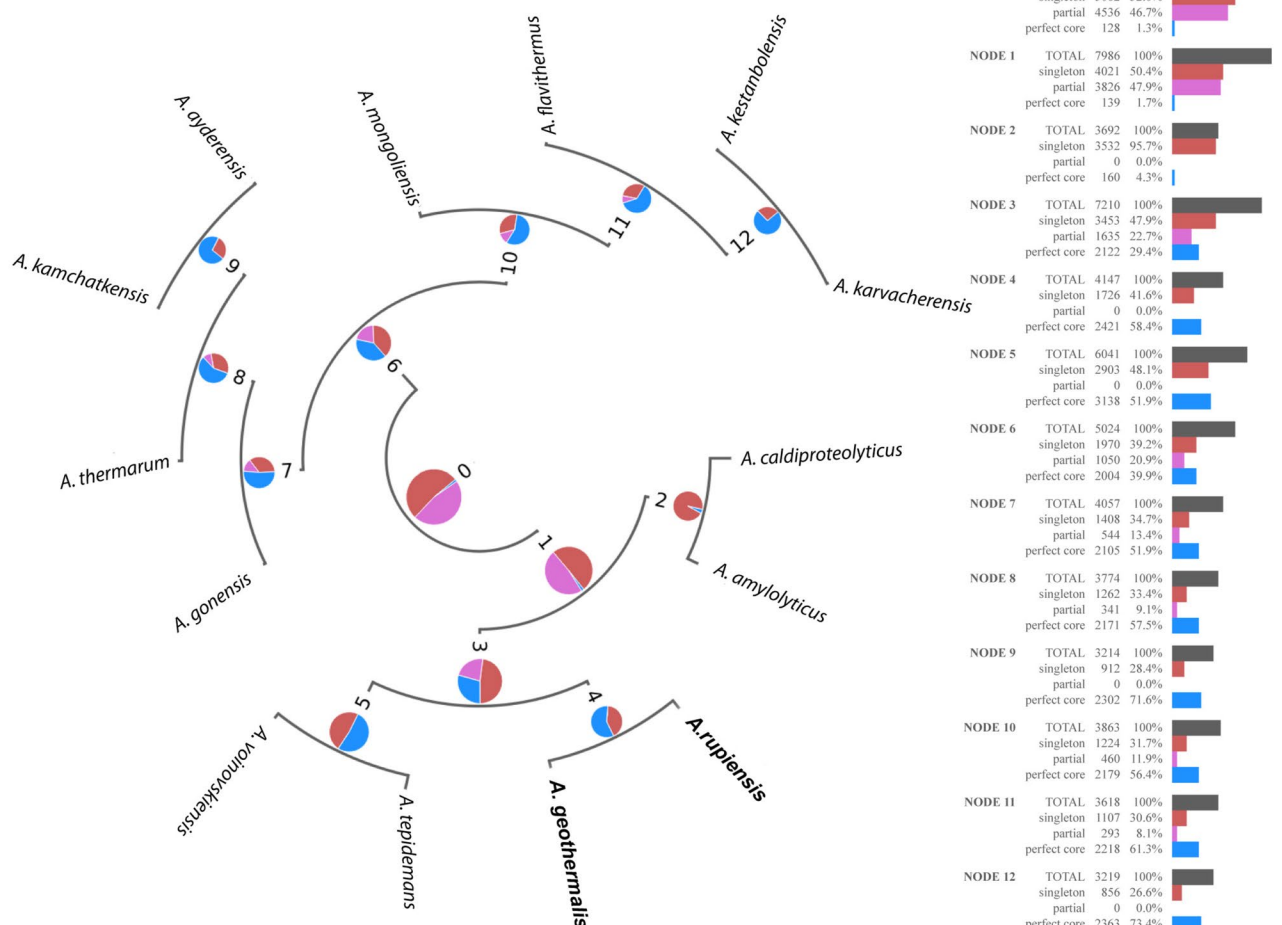 A. ayderensis
A. kamchatkensis
A. mongoliensis
A. flavithermus
A. kestanbolensis
A. karvacherensis
A. thermarum
A. gonensis
A. caldiproteolyticus
A. amylolyticus
A.rupiensis
A. geothermalis
A. tepidemans
A. voinovskiensis
9
8
7
6
10
11
12
0
1
2
3
4
5
partial 4536 46.7%
perfect core 128 1.3%
NODE 1 TOTAL 7986 100%
singleton 4021 50.4%
partial 3826 47.9%
perfect core 139 1.7%
NODE 2 TOTAL 3692 100%
singleton 3532 95.7%
partial 0 0.0%
perfect core 160 4.3%
NODE 3 TOTAL 7210 100%
singleton 3453 47.9%
partial 1635 22.7%
perfect core 2122 29.4%
NODE 4 TOTAL 4147 100%
singleton 1726 41.6%
partial 0 0.0%
perfect core 2421 58.4%
NODE 5 TOTAL 6041 100%
singleton 2903 48.1%
partial 0 0.0%
perfect core 3138 51.9%
NODE 6 TOTAL 5024 100%
singleton 1970 39.2%
partial 1050 20.9%
perfect core 2004 39.9%
NODE 7 TOTAL 4057 100%
singleton 1408 34.7%
partial 544 13.4%
perfect core 2105 51.9%
NODE 8 TOTAL 3774 100%
singleton 1262 33.4%
partial 341 9.1%
perfect core 2171 57.5%
NODE 9 TOTAL 3214 100%
singleton 912 28.4%
partial 0 0.0%
perfect core 2302 71.6%
NODE 10 TOTAL 3863 100%
singleton 1224 31.7%
partial 460 11.9%
perfect core 2179 56.4%
NODE 11 TOTAL 3618 100%
singleton 1107 30.6%
partial 293 8.1%
perfect core 2218 61.3%
NODE 12 TOTAL 3219 100%
singleton 856 26.6%
partial 0 0.0%
perfect core 2363 73.4%